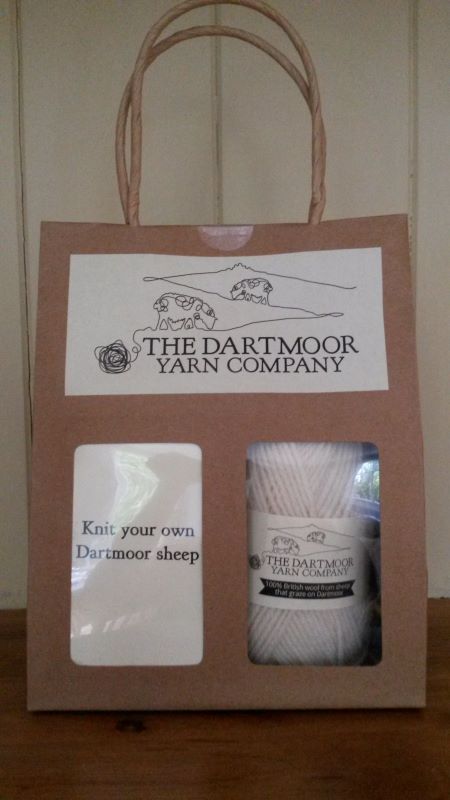 THE DARTMOOR
YARN COMPANY
Knit your own
Dartmoor sheep
THE DARTMOOR
YARN COMPANY
100% British wool from sheep
that graze on Dartmoor